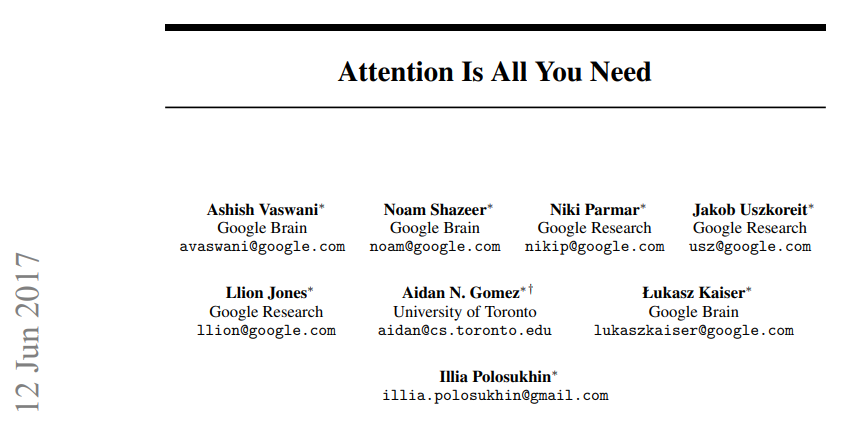 Attention Is All You Need
Ashish Vaswani* Noam Shazeer* Niki Parmar* Jakob Uszkoreit*
Google Brain Google Brain Google Research Google Research
avaswani@google.com noam@google.com nikip@google.com usz@google.com
Llion Jones* Aidan N. Gomez*† Łukasz Kaiser*
Google Research University of Toronto Google Brain
llion@google.com aidan@cs.toronto.edu lukaszkaiser@google.com
Illia Polosukhin*
illia.polosukhin@gmail.com
12 Jun 2017